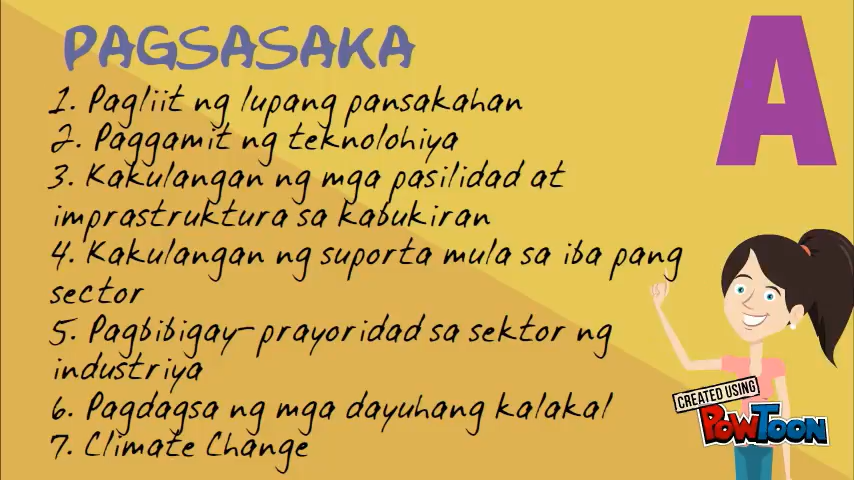 PAGSASAKA
A
1. Pagliit ng lupang pansakahan
2. Paggamit ng teknolohiya
3. Kakulangan ng mga pasilidad at
imprastruktura sa kabukiran
4. Kakulangan ng suporta mula sa iba pang
sector
5. Pagbibigay-prayoridad sa sektor ng
industriya
6. Pagdagsa ng mga dayuhang kalakal
7. Climate Change
CREATED USING
POWTOON